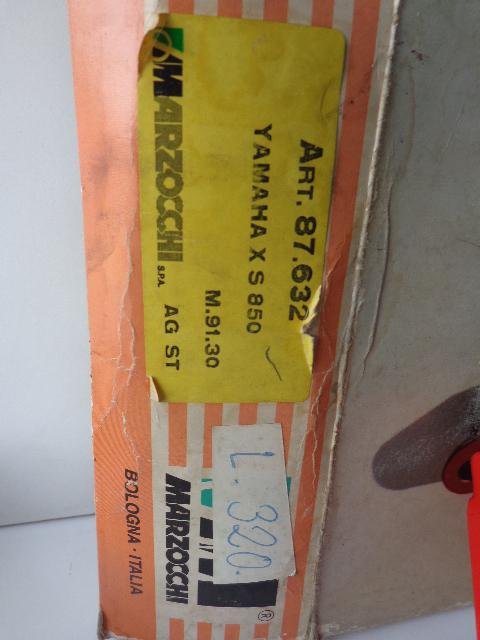 MARZOCCHI S.P.A.
ART. 87.632
YAMAHA X S 850
M.91.30
AG ST
L. 320.
MARZOCCHI ®
BOLOGNA · ITALIA